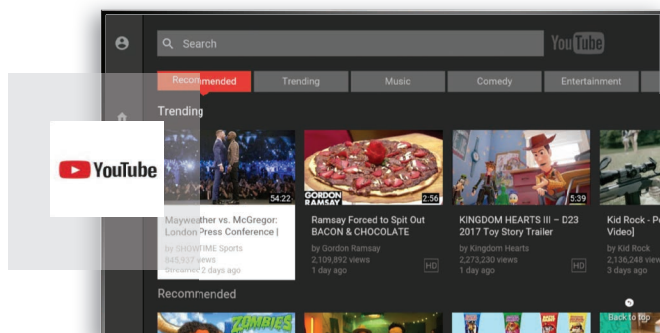 Search
YouTube
Recommended
Trending
Music
Comedy
Entertainment
Trending
YouTube
54:22
GORDON
RAMSAY
2:56
5:39
Mayweather vs. McGregor:
London Press Conference |
by SHOWTIME Sports
845,937 views
Streamed 2 days ago
Ramsay Forced to Spit Out
BACON & CHOCOLATE
by Gordon Ramsay
2,109,892 views
1 day ago
HD
KINGDOM HEARTS III – D23
2017 Toy Story Trailer
by Kingdom Hearts
2,273,230 views
1 day ago
HD
Kid Rock - P
Video]
by Kid Rock
2,136,248 view
3 days ago
Recommended
Back to top
ZOMBIES